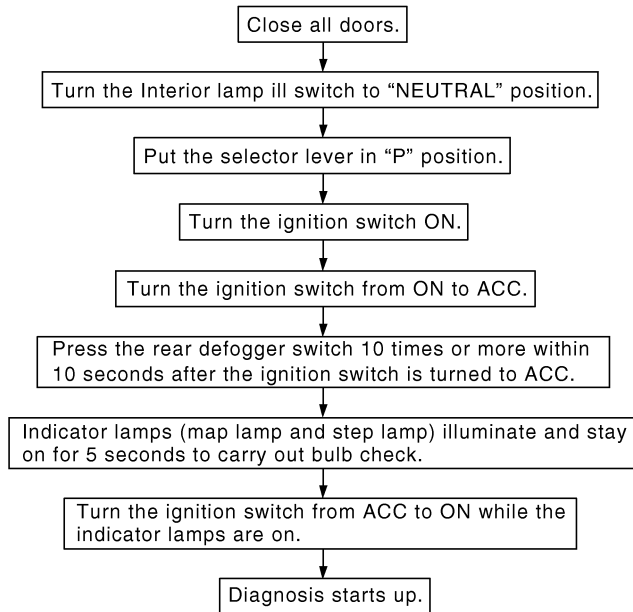 Close all doors.
Turn the Interior lamp ill switch to “NEUTRAL” position.
Put the selector lever in “P” position.
Turn the ignition switch ON.
Turn the ignition switch from ON to ACC.
Press the rear defogger switch 10 times or more within
10 seconds after the ignition switch is turned to ACC.
Indicator lamps (map lamp and step lamp) illuminate and stay
on for 5 seconds to carry out bulb check.
Turn the ignition switch from ACC to ON while the
indicator lamps are on.
Diagnosis starts up.